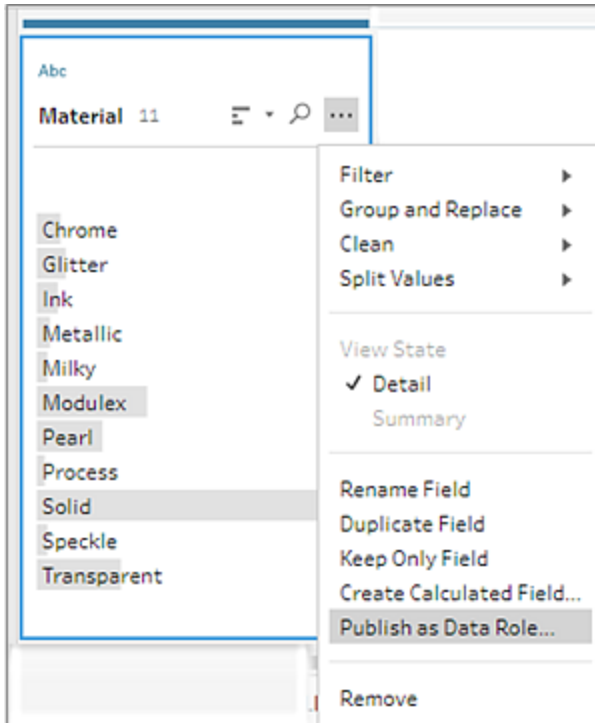 Abc
Material 11
...
Chrome
Glitter
Ink
Metallic
Milky
Modulex
Pearl
Process
Solid
Speckle
Transparent
Filter
Group and Replace
Clean
Split Values
View State
✓ Detail
Summary
Rename Field
Duplicate Field
Keep Only Field
Create Calculated Field...
Publish as Data Role...
Remove